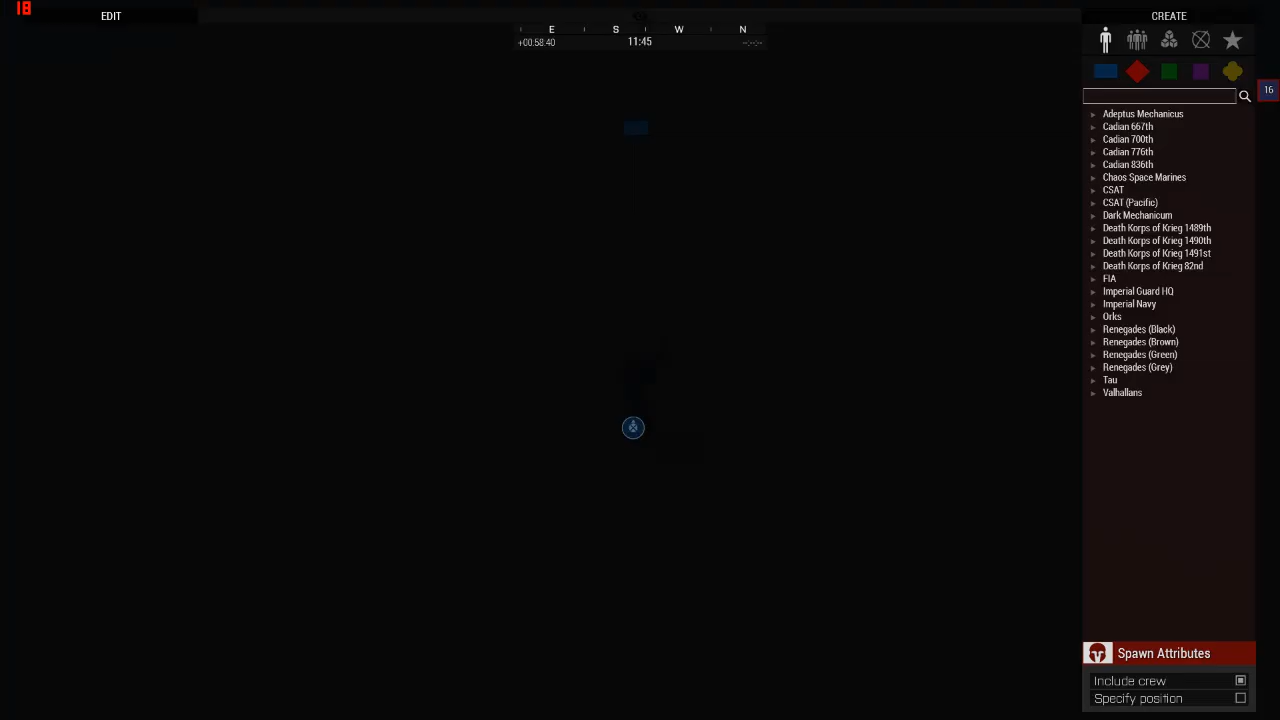 18
EDIT
CREATE
E S W N
+00:58:40 11:45 --:--:--
16
Adeptus Mechanicus
Cadian 667th
Cadian 700th
Cadian 776th
Cadian 836th
Chaos Space Marines
CSAT
CSAT (Pacific)
Dark Mechanicum
Death Korps of Krieg 1489th
Death Korps of Krieg 1490th
Death Korps of Krieg 1491st
Death Korps of Krieg 82nd
FIA
Imperial Guard HQ
Imperial Navy
Orks
Renegades (Black)
Renegades (Brown)
Renegades (Green)
Renegades (Grey)
Tau
Valhallans
Spawn Attributes
Include crew
Specify position